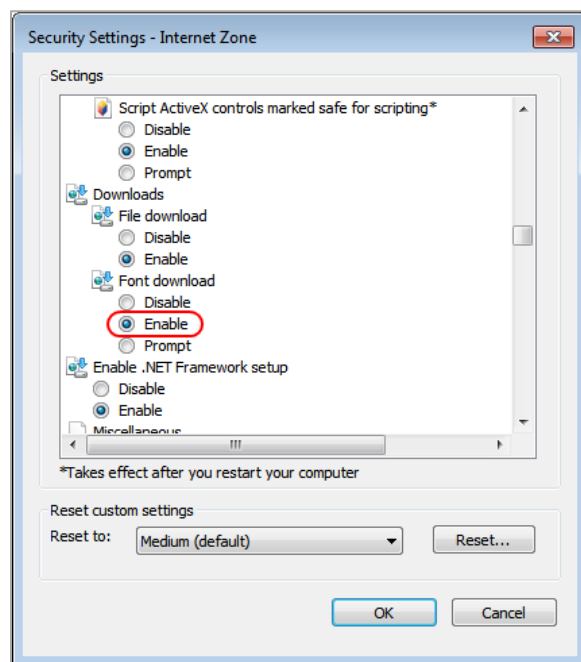 Security Settings - Internet Zone
Settings
Script ActiveX controls marked safe for scripting*
Disable
Enable
Prompt
Downloads
File download
Disable
Enable
Font download
Disable
Enable
Prompt
Enable .NET Framework setup
Disable
Enable
Miscellaneous
*Takes effect after you restart your computer
Reset custom settings
Reset to: Medium (default) Reset...
OK Cancel